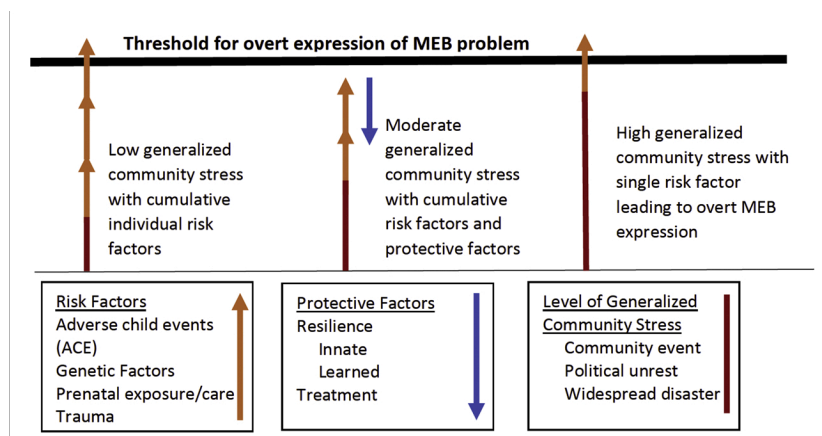 Threshold for overt expression of MEB problem
Low generalized
community stress
with cumulative
individual risk
factors
Moderate
generalized
community stress
with cumulative
risk factors and
protective factors
High generalized
community stress with
single risk factor
leading to overt MEB
expression
Risk Factors
Adverse child events
(ACE)
Genetic Factors
Prenatal exposure/care
Trauma
Protective Factors
Resilience
Innate
Learned
Treatment
Level of Generalized
Community Stress
Community event
Political unrest
Widespread disaster